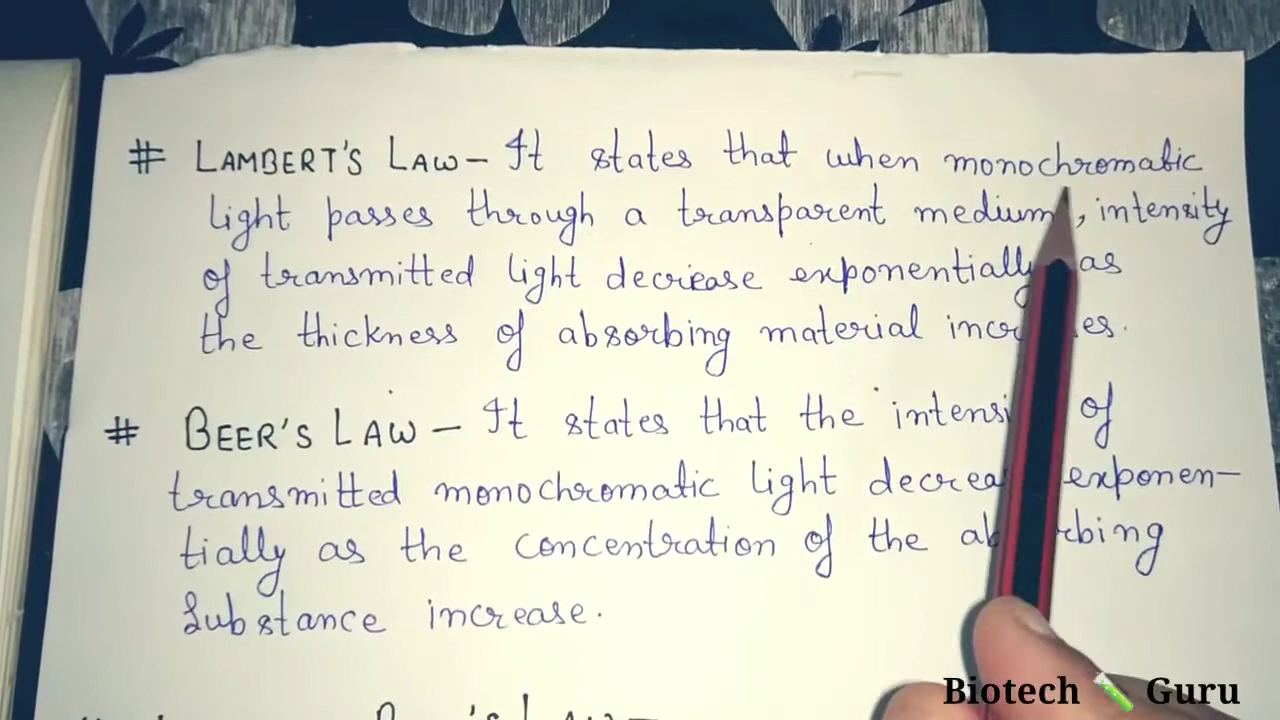 # LAMBERT'S LAW – It states that when monochromatic
light passes through a transparent medium, intensity
of transmitted light decrease exponentially as
the thickness of absorbing material
# BEER'S LAW – It states that the of
transmitted monochromatic light exponen-
tially as the concentration of the
substance increase.
Biotech Guru